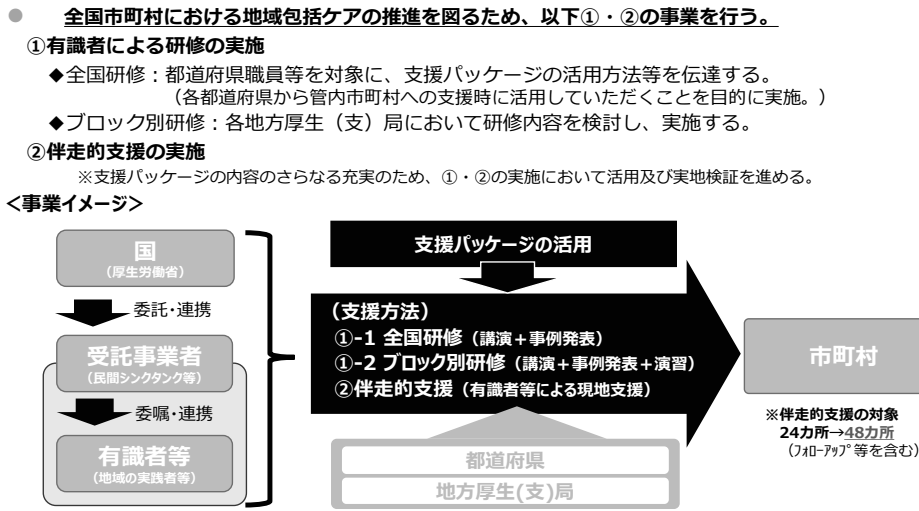 ● 全国市町村における地域包括ケアの推進を図るため、以下①・②の事業を行う。
①有識者による研修の実施
◆全国研修：都道府県職員等を対象に、支援パッケージの活用方法等を伝達する。
（各都道府県から管内市町村への支援時に活用していただくことを目的に実施。）
◆ブロック別研修：各地方厚生（支）局において研修内容を検討し、実施する。
②伴走的支援の実施
※支援パッケージの内容のさらなる充実のため、①・②の実施において活用及び実地検証を進める。
＜事業イメージ＞
国
（厚生労働省）
委託・連携
受託事業者
（民間シンクタンク等）
委嘱・連携
有識者等
（地域の実践者等）
支援パッケージの活用
（支援方法）
①-1 全国研修（講演＋事例発表）
①-2 ブロック別研修（講演＋事例発表＋演習）
②伴走的支援（有識者等による現地支援）
都道府県
地方厚生(支)局
市町村
※伴走的支援の対象
24カ所→48カ所
（ﾌｫﾛｰｱｯﾌﾟ等を含む）